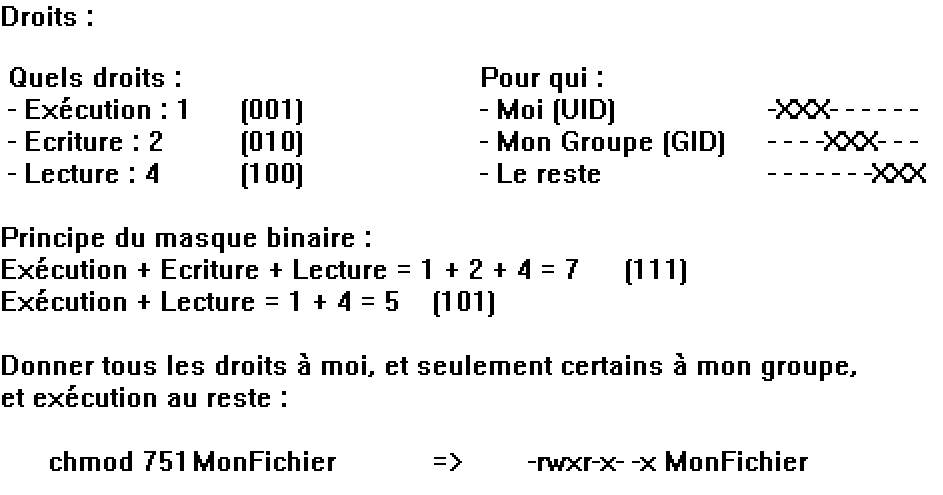 Droits :
Quels droits : Pour qui :
- Exécution : 1 (001) - Moi (UID) -XXX- - - - - -
- Ecriture : 2 (010) - Mon Groupe (GID) - - - -XXX- - -
- Lecture : 4 (100) - Le reste - - - - - - -XXX
Principe du masque binaire :
Exécution + Ecriture + Lecture = 1 + 2 + 4 = 7 (111)
Exécution + Lecture = 1 + 4 = 5 (101)
Donner tous les droits à moi, et seulement certains à mon groupe,
et exécution au reste :
chmod 751 MonFichier => -rwxr-x- -x MonFichier